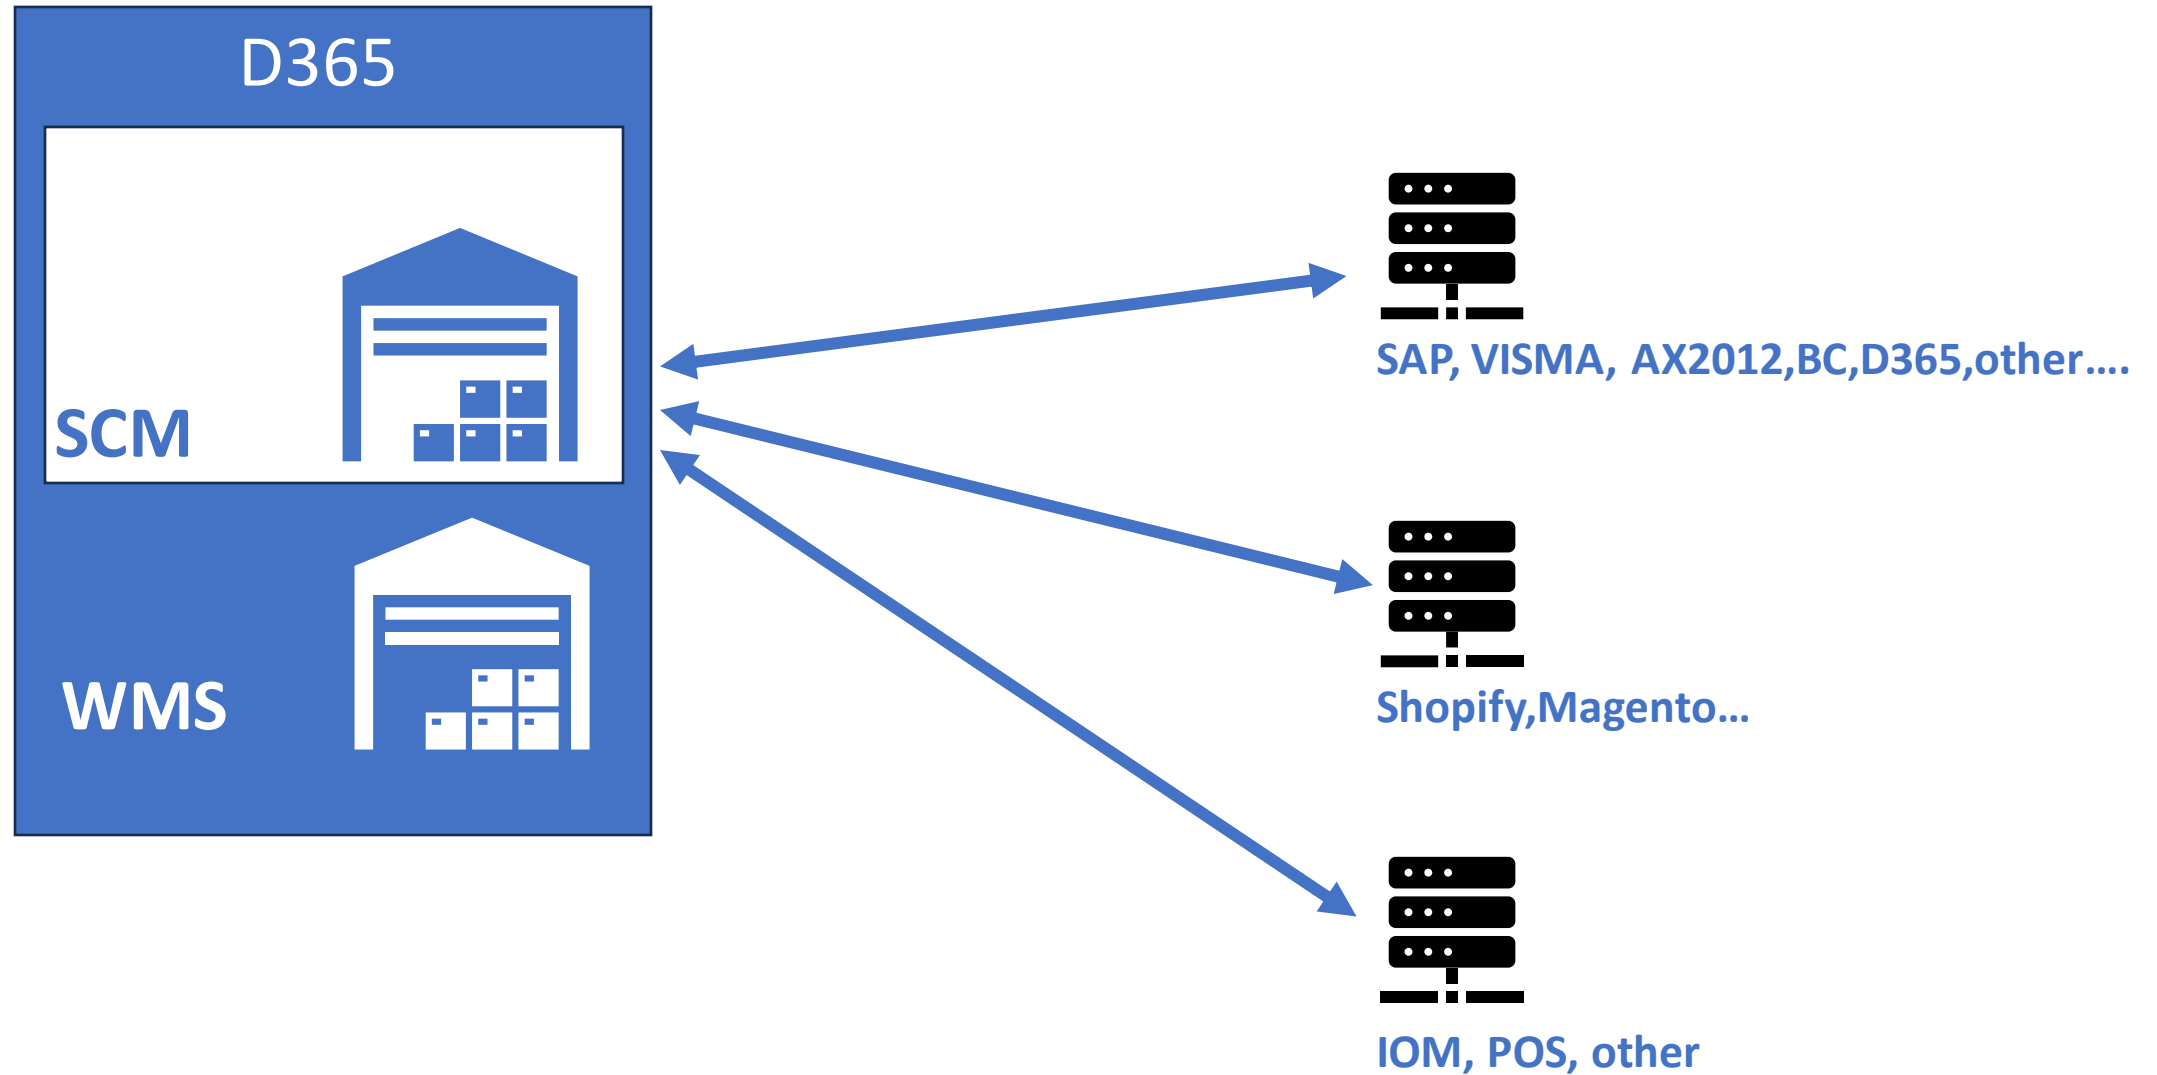 D365
SCM
WMS
SAP, VISMA, AX2012,BC,D365,other....
Shopify,Magento...
IOM, POS, other